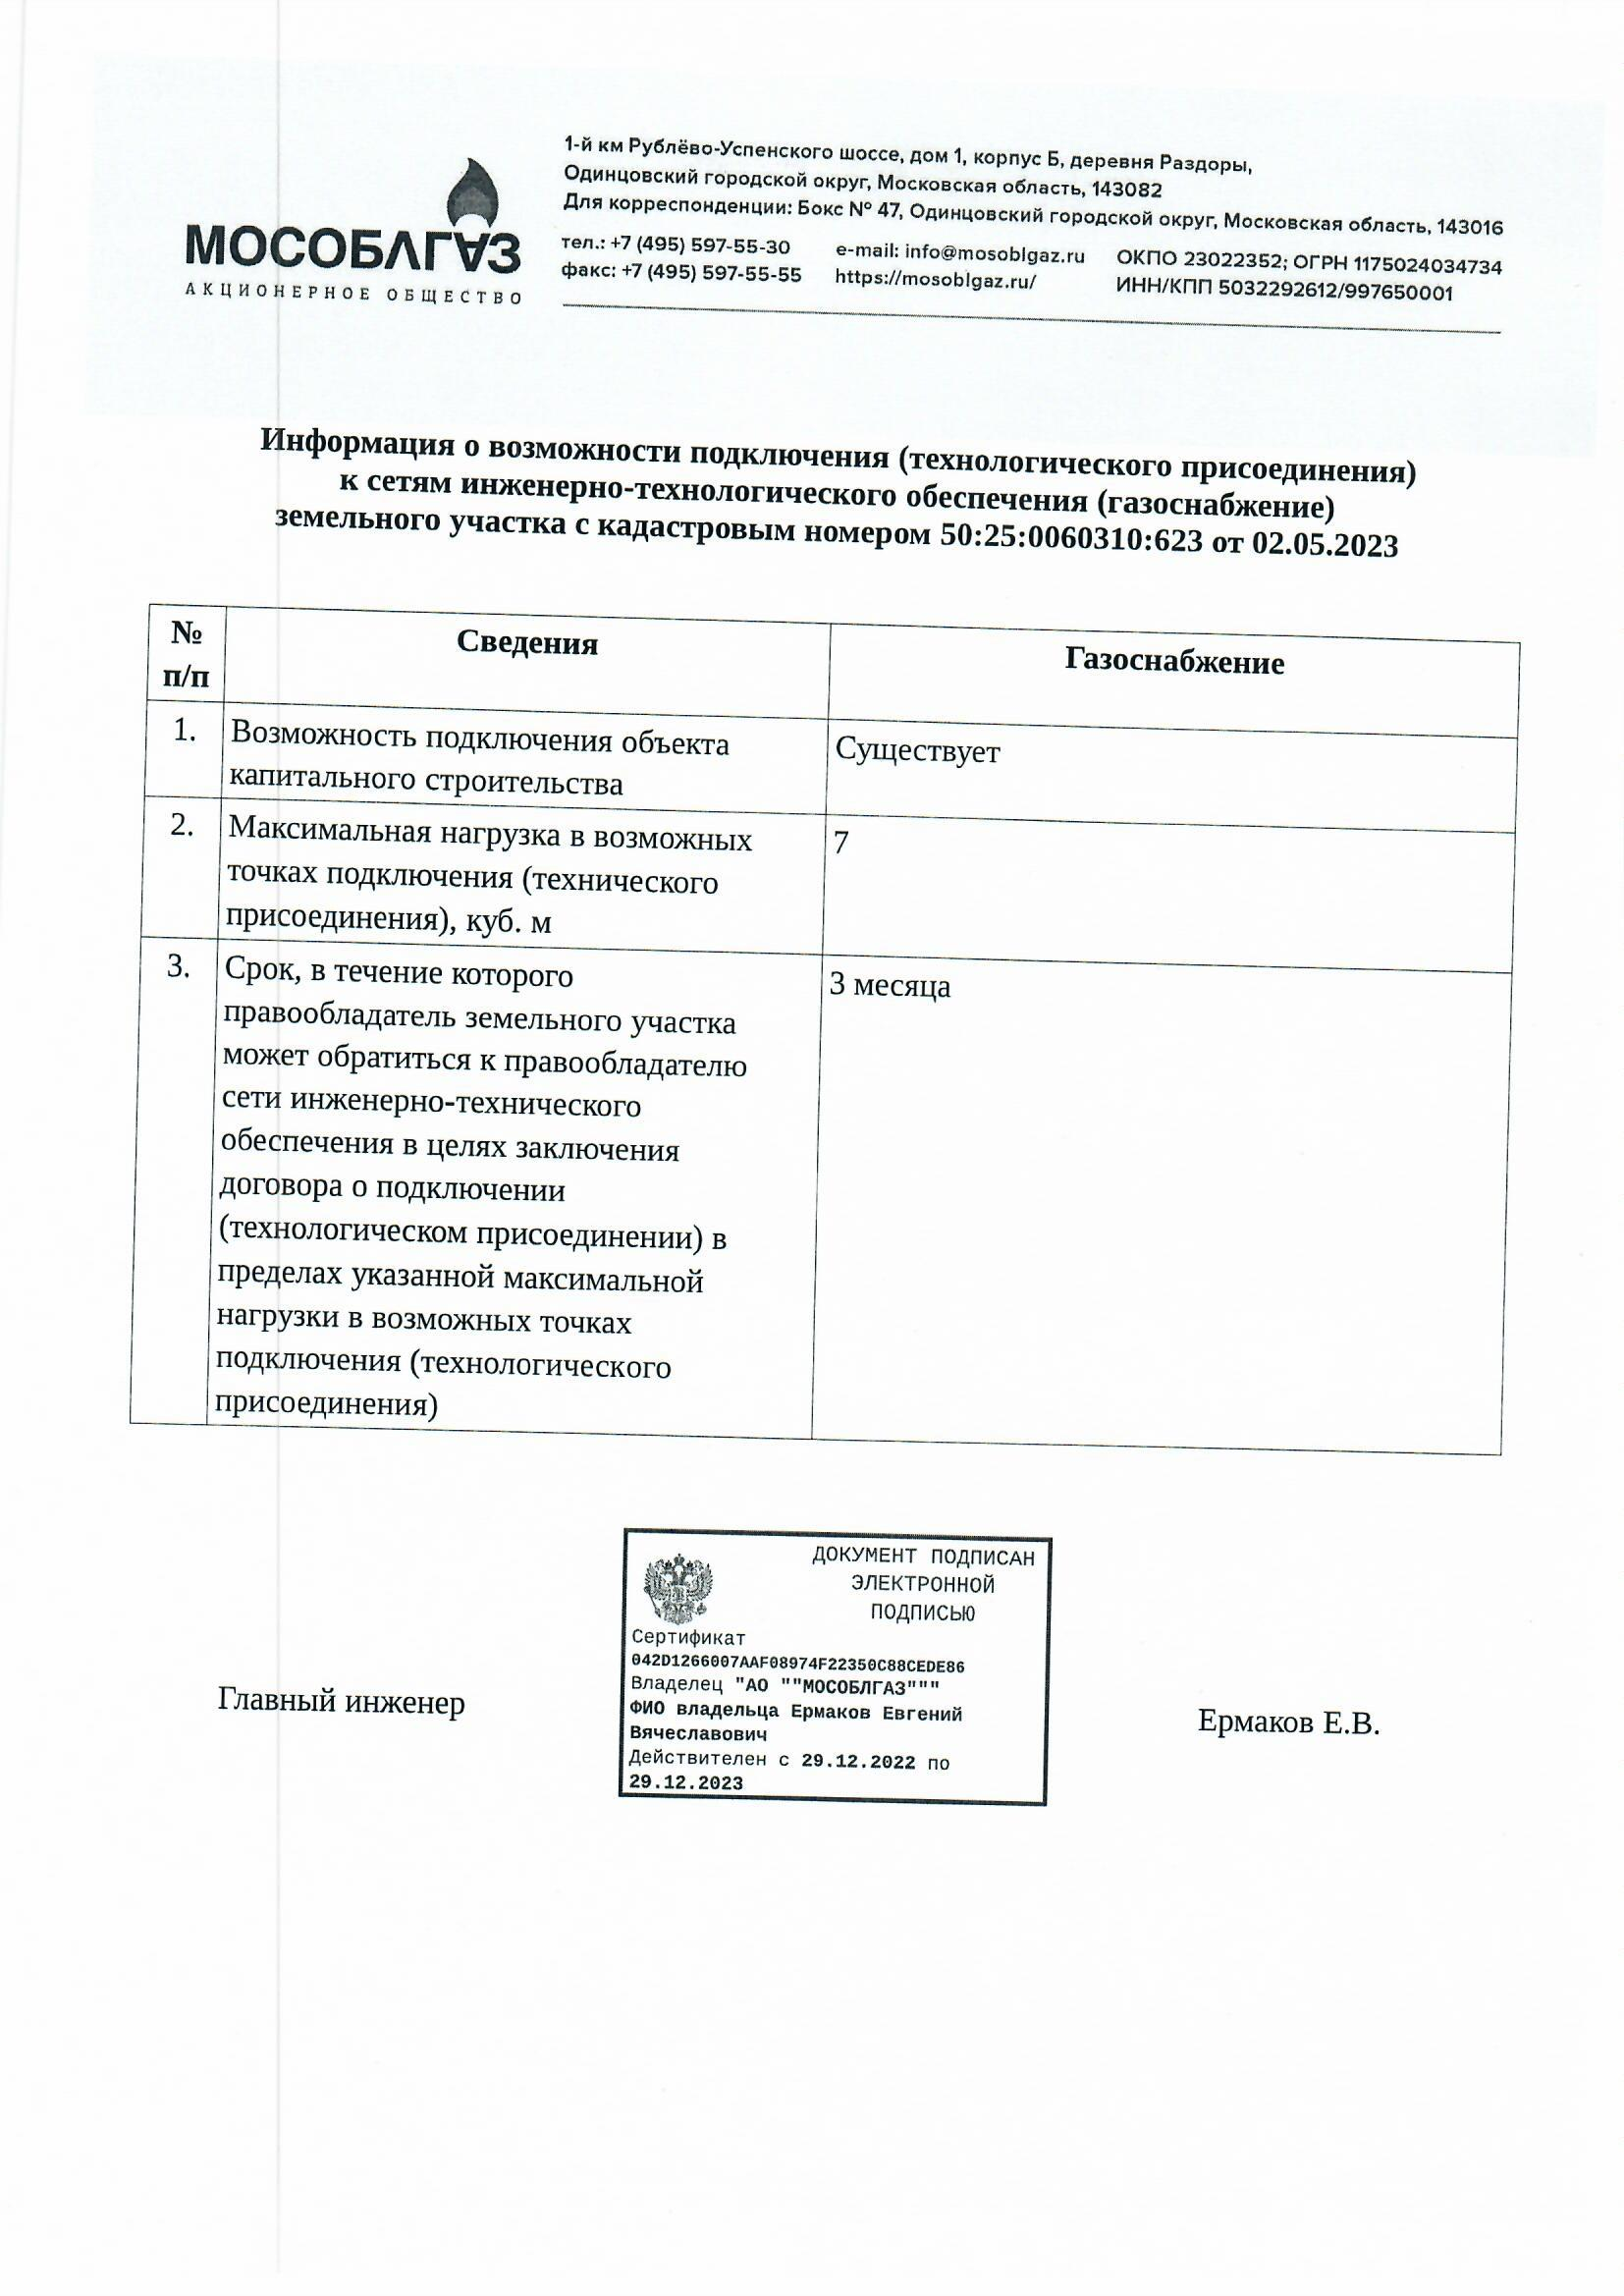 МОСОБЛГАЗ
АКЦИОНЕРНОЕ ОБЩЕСТВО
1-й км Рублёво-Успенского шоссе, дом 1, корпус Б, деревня Раздоры,
Одинцовский городской округ, Московская область, 143082
Для корреспонденции: Бокс № 47, Одинцовский городской округ, Московская область, 143016
тел.: +7 (495) 597-55-30 e-mail: info@mosoblgaz.ru ОКПО 23022352; ОГРН 1175024034734
факс: +7 (495) 597-55-55 https://mosoblgaz.ru/ ИНН/КПП 5032292612/997650001
Информация о возможности подключения (технологического присоединения)
к сетям инженерно-технологического обеспечения (газоснабжение)
земельного участка с кадастровым номером 50:25:0060310:623 от 02.05.2023
№
п/п
Сведения
Газоснабжение
1.
Возможность подключения объекта
капитального строительства
Существует
2.
Максимальная нагрузка в возможных
точках подключения (технического
присоединения), куб. м
7
3.
Срок, в течение которого
правообладатель земельного участка
может обратиться к правообладателю
сети инженерно-технического
обеспечения в целях заключения
договора о подключении
(технологическом присоединении) в
пределах указанной максимальной
нагрузки в возможных точках
подключения (технологического
присоединения)
3 месяца
Главный инженер
ДОКУМЕНТ ПОДПИСАН
ЭЛЕКТРОННОЙ
ПОДПИСЬЮ
Сертификат
042D1266007AAF08974F22350C88CEDE86
Владелец "АО ""МОСОБЛГАЗ"""
ФИО владельца Ермаков Евгений
Вячеславович
Действителен с 29.12.2022 по
29.12.2023
Ермаков Е.В.